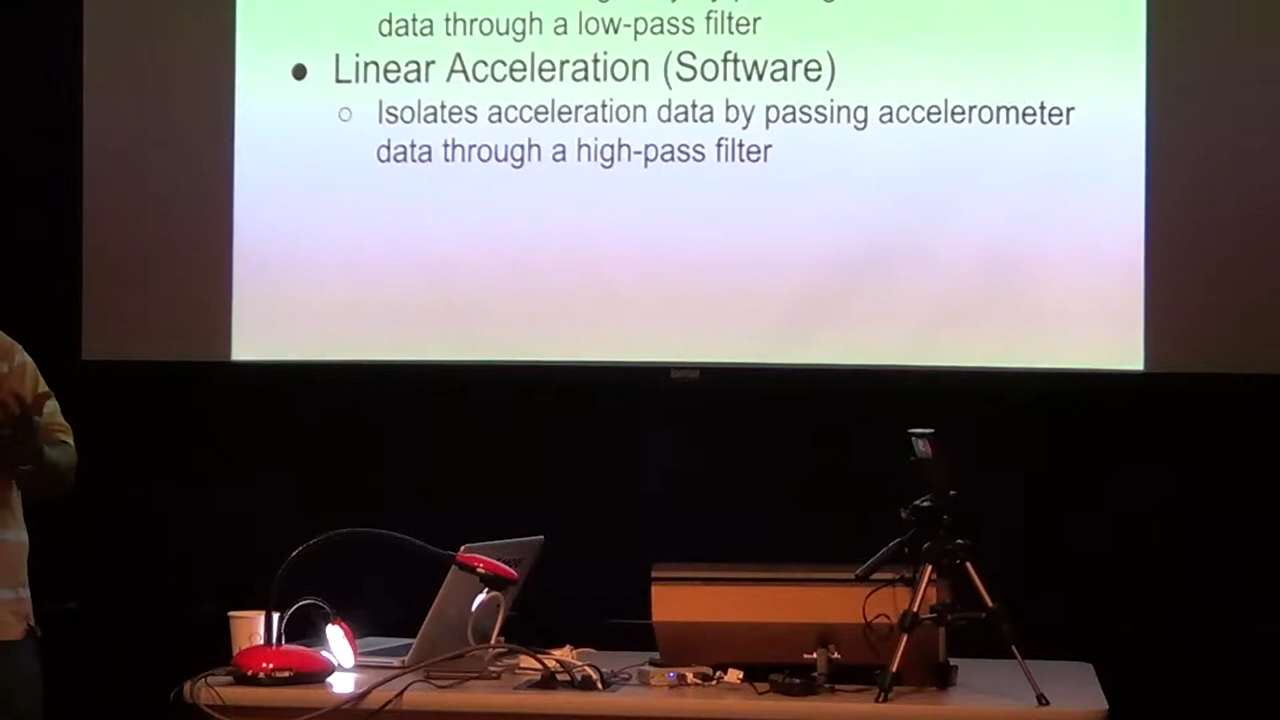 data through a low-pass filter
● Linear Acceleration (Software)
○ Isolates acceleration data by passing accelerometer
data through a high-pass filter